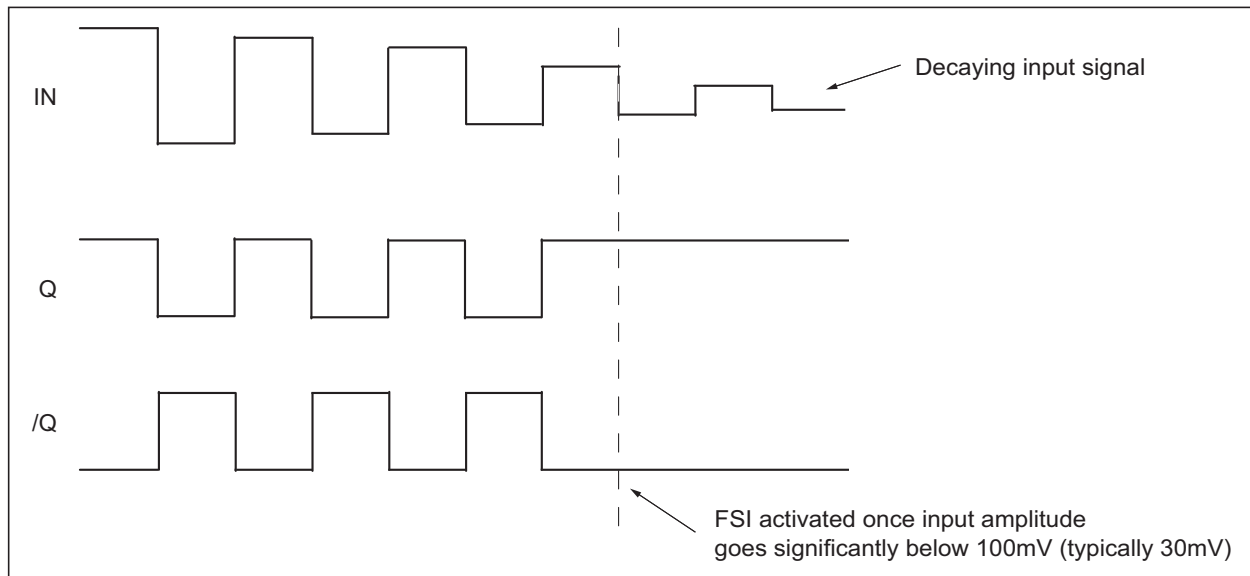 Decaying input signal
IN
Q
/Q
FSI activated once input amplitude
goes significantly below 100mV (typically 30mV)